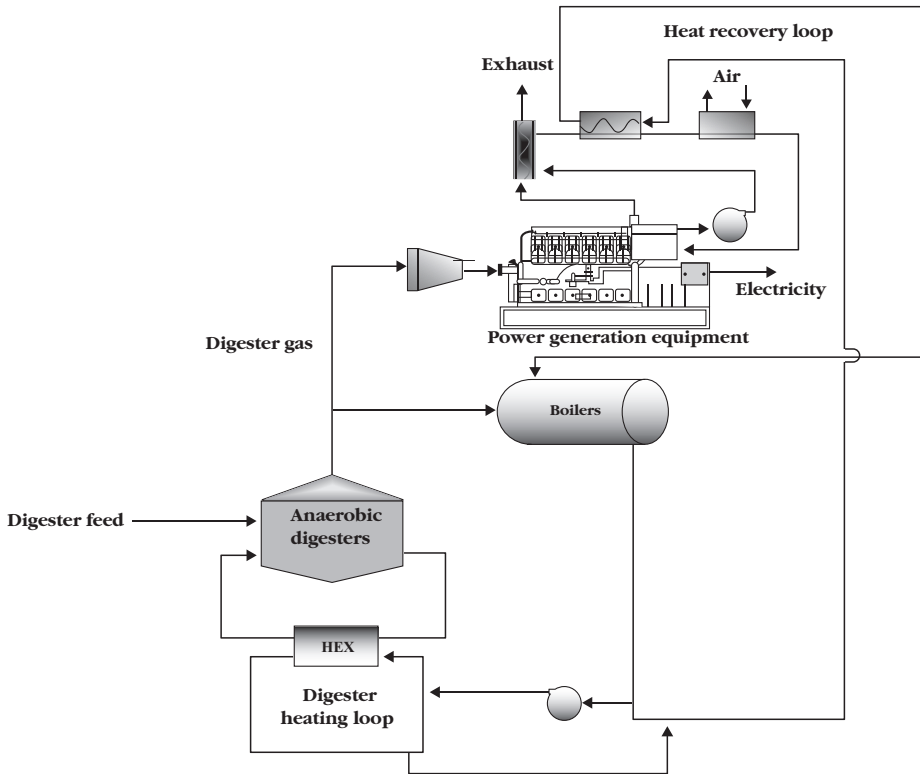 Heat recovery loop
Exhaust
Air
Electricity
Power generation equipment
Digester gas
Boilers
Digester feed
Anaerobic
digesters
HEX
Digester
heating loop